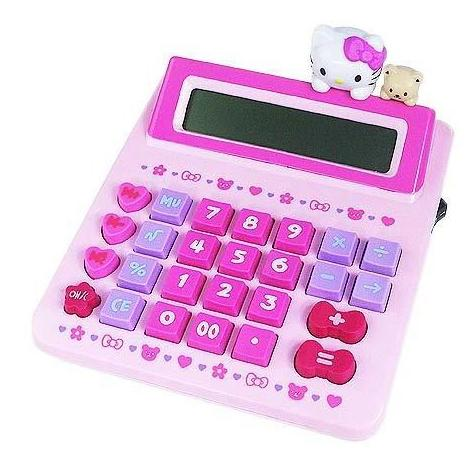 MU 7 8 9 × ÷
√ 4 5 6 − →
% 1 2 3 +
ON/C CE 0 00 • =